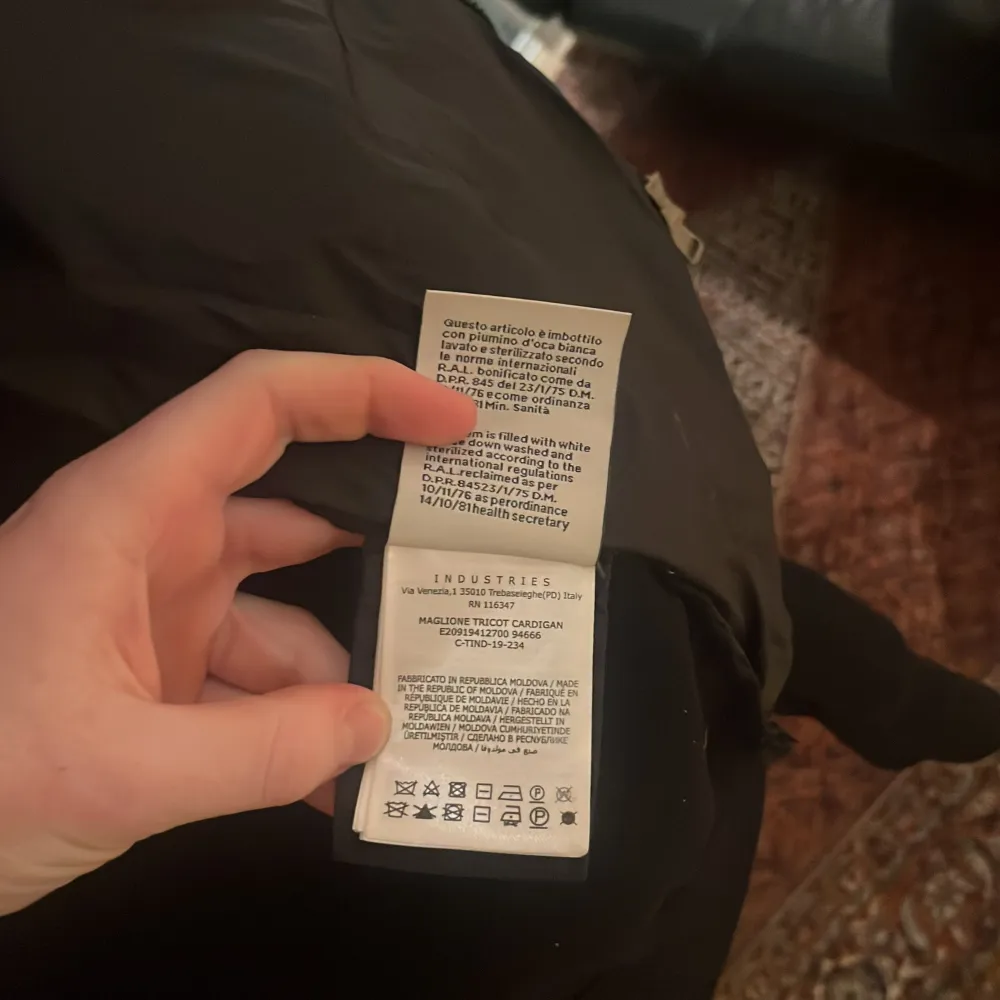 Questo articolo è imbottito
con piumino d'oca bianca
lavato e sterilizzato secondo
le norme internazionali
R.A.L. bonificato come da
D.P.R. 845 del 23/1/75 D.M.
/11/76 e come ordinanza
81 Min. Sanità
is filled with white
down washed and
sterilized according to the
international regulations
R.A.L.reclaimed as per
D.P.R.84523/1/75 D.M.
10/11/76 as perordinance
14/10/81health secretary
INDUSTRIES
Via Venezia,1 35010 Trebaseleghe(PD) Italy
RN 116347
MAGLIONE TRICOT CARDIGAN
E20919412700 94666
C-TIND-19-234
FABBRICATO IN REPUBBLICA MOLDOVA / MADE
IN THE REPUBLIC OF MOLDOVA / FABRIQUÉ EN
RÉPUBLIQUE DE MOLDAVIE / HECHO EN LA
REPÚBLICA DE MOLDAVIA / FABRICADO NA
REPÚBLICA MOLDAVA / HERGESTELLT IN
MOLDAWIEN / MOLDOVA CUMHURIYETINDE
ÜRETILMIŞTIR / СДЕЛАНО В РЕСПУБЛИКЕ
МОЛДОВА / صنع في مولدوفا
P
P